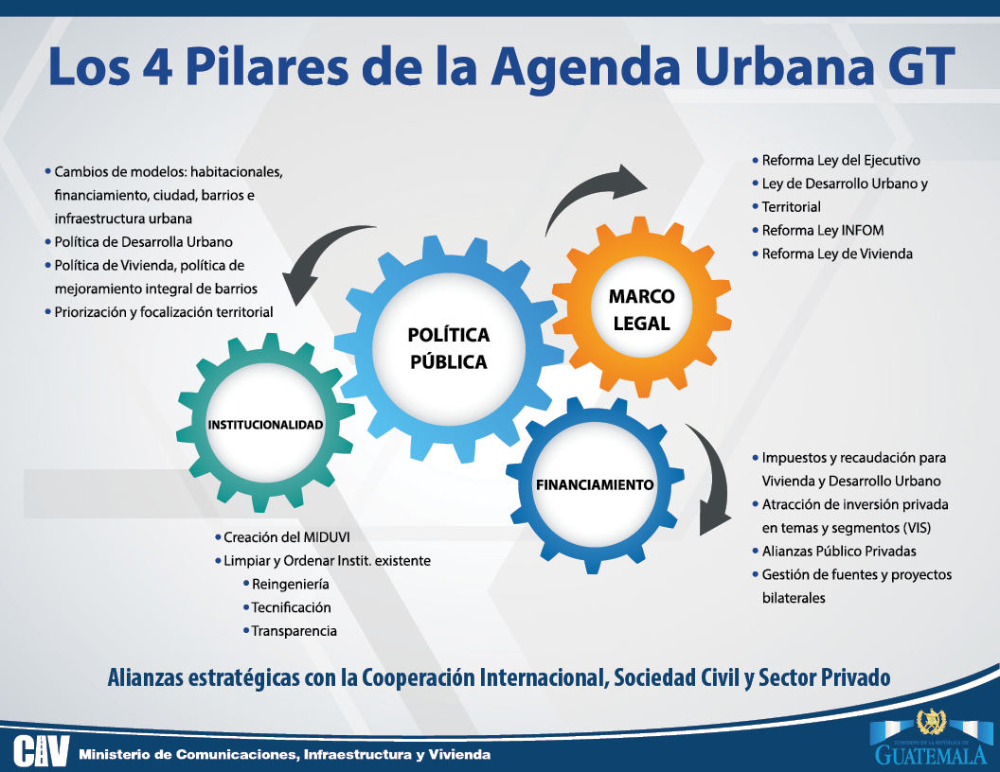 Los 4 Pilares de la Agenda Urbana GT
• Cambios de modelos: habitacionales,
financiamiento, ciudad, barrios e
infraestructura urbana
• Política de Desarrolla Urbano
• Política de Vivienda, política de
mejoramiento integral de barrios
• Priorización y focalización territorial
• Reforma Ley del Ejecutivo
• Ley de Desarrollo Urbano y
• Territorial
• Reforma Ley INFOM
• Reforma Ley de Vivienda
POLÍTICA
PÚBLICA
MARCO
LEGAL
INSTITUCIONALIDAD
FINANCIAMIENTO
• Creación del MIDUVI
• Limpiar y Ordenar Instit. existente
• Reingeniería
• Tecnificación
• Transparencia
• Impuestos y recaudación para
Vivienda y Desarrollo Urbano
• Atracción de inversión privada
en temas y segmentos (VIS)
• Alianzas Público Privadas
• Gestión de fuentes y proyectos
bilaterales
Alianzas estratégicas con la Cooperación Internacional, Sociedad Civil y Sector Privado
CIV Ministerio de Comunicaciones, Infraestructura y Vivienda
GOBIERNO DE LA REPÚBLICA DE
GUATEMALA